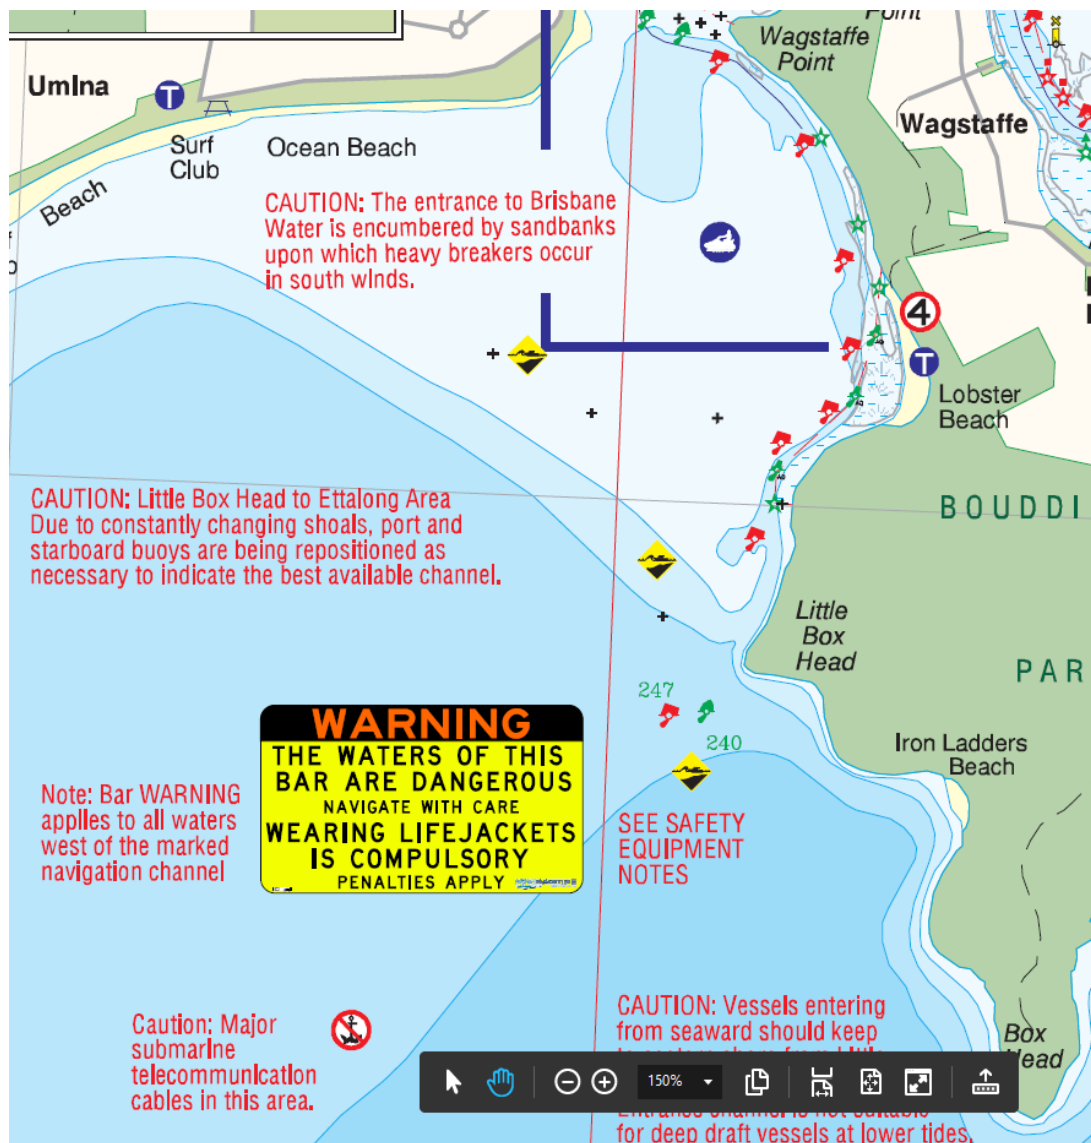 Point
Wagstaffe
Point
Umina
T
Surf
Club
Ocean Beach
Wagstaffe
Beach
CAUTION: The entrance to Brisbane
Water is encumbered by sandbanks
upon which heavy breakers occur
in south winds.
4
T
Lobster
Beach
CAUTION: Little Box Head to Ettalong Area
Due to constantly changing shoals, port and
starboard buoys are being repositioned as
necessary to indicate the best available channel.
BOUDDI
Little
Box
Head
PAR
247
240
WARNING
THE WATERS OF THIS
BAR ARE DANGEROUS
NAVIGATE WITH CARE
WEARING LIFEJACKETS
IS COMPULSORY
PENALTIES APPLY
Iron Ladders
Beach
Note: Bar WARNING
applies to all waters
west of the marked
navigation channel
SEE SAFETY
EQUIPMENT
NOTES
Caution: Major
submarine
telecommunication
cables in this area.
CAUTION: Vessels entering
from seaward should keep
Box
Head
150%
for deep draft vessels at lower tides.